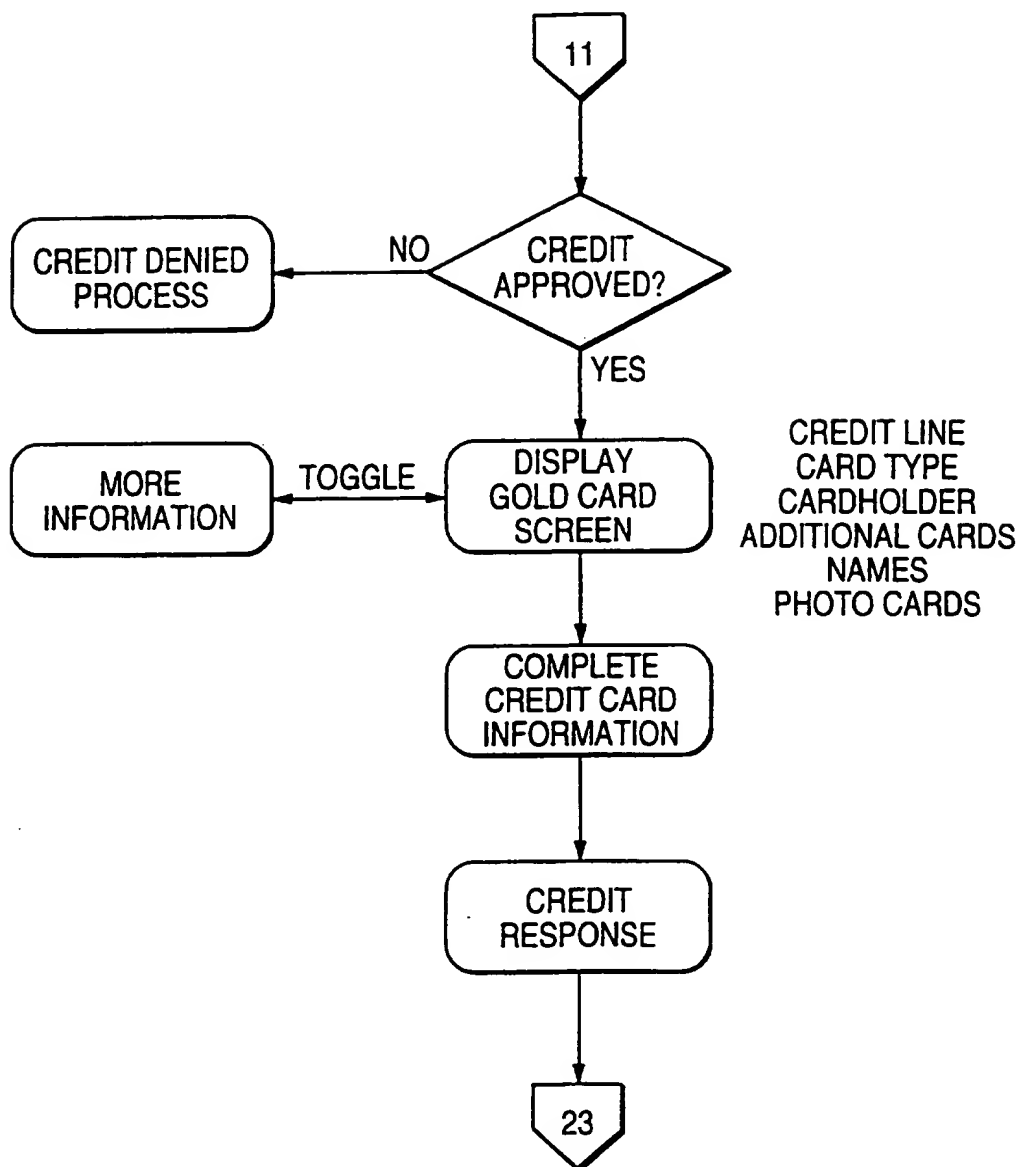 11
CREDIT
APPROVED?
NO
CREDIT DENIED
PROCESS
YES
DISPLAY
GOLD CARD
SCREEN
TOGGLE
MORE
INFORMATION
CREDIT LINE
CARD TYPE
CARDHOLDER
ADDITIONAL CARDS
NAMES
PHOTO CARDS
COMPLETE
CREDIT CARD
INFORMATION
CREDIT
RESPONSE
23